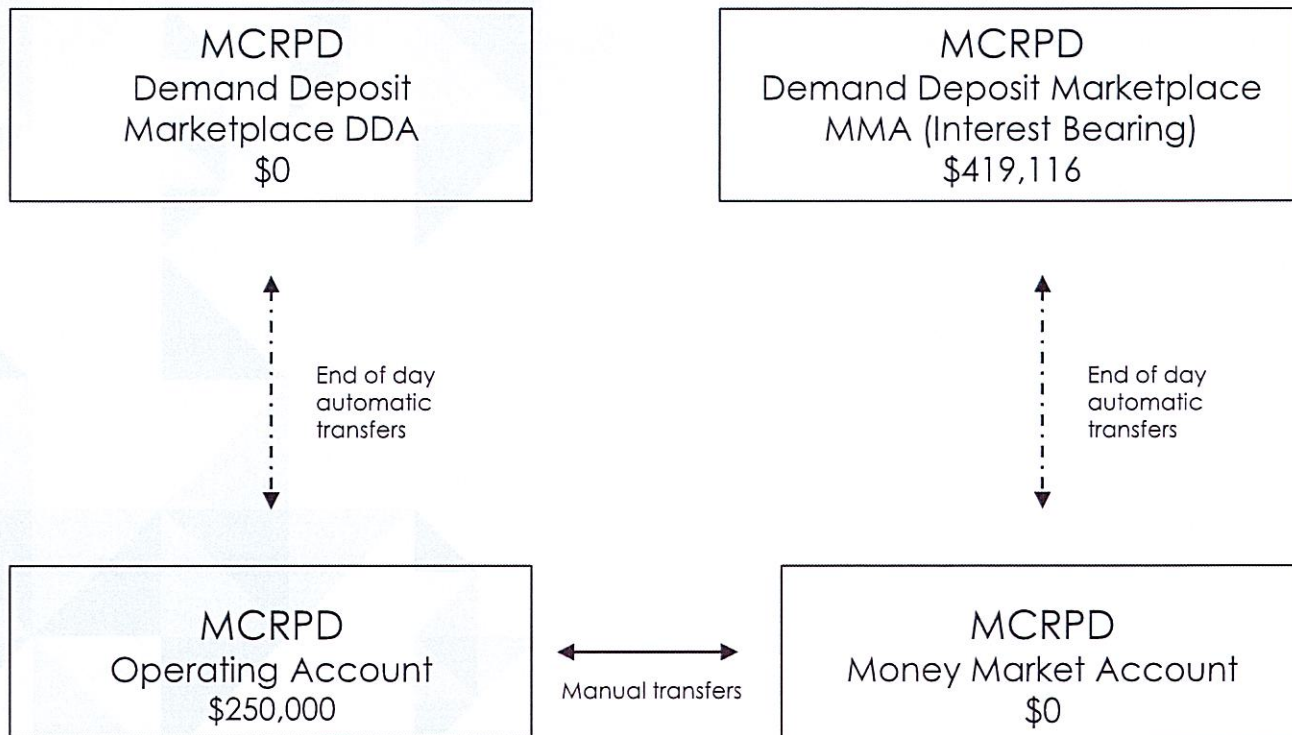 MCRPD
Demand Deposit
Marketplace DDA
$0
MCRPD
Demand Deposit Marketplace
MMA (Interest Bearing)
$419,116
End of day
automatic
transfers
End of day
automatic
transfers
MCRPD
Operating Account
$250,000
Manual transfers
MCRPD
Money Market Account
$0